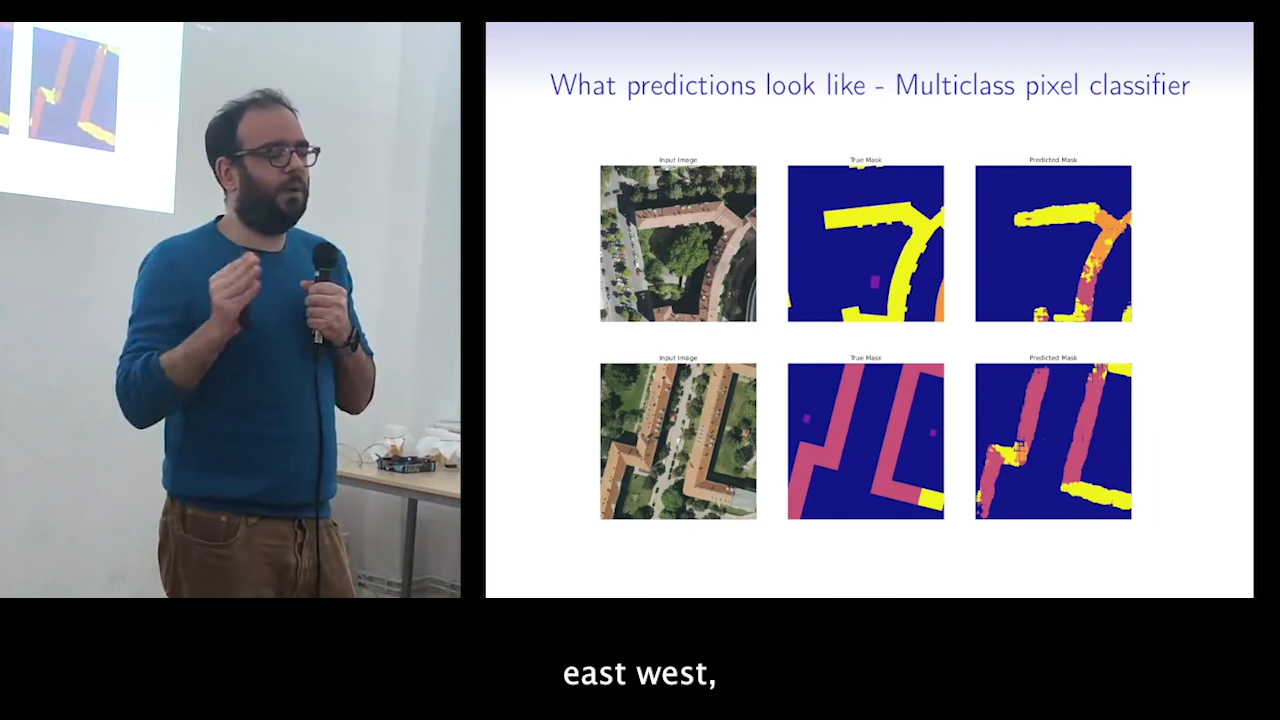 What predictions look like - Multiclass pixel classifier
Input Image
True Mask
Predicted Mask
Input Image
True Mask
Predicted Mask
east west,